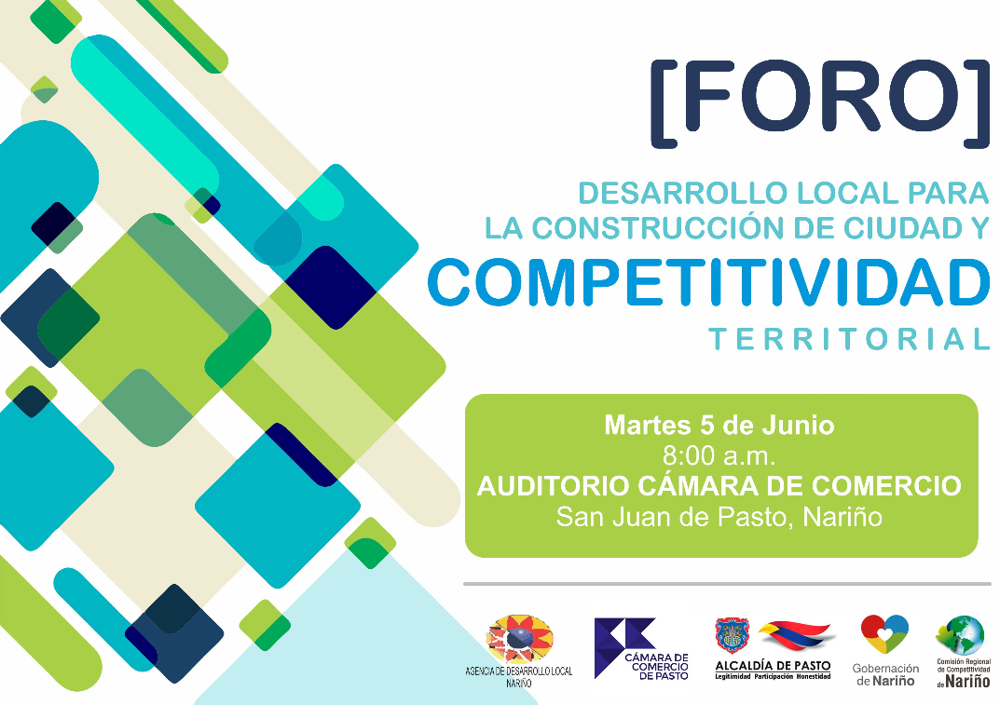 [FORO]
DESARROLLO LOCAL PARA
LA CONSTRUCCIÓN DE CIUDAD Y
COMPETITIVIDAD
TERRITORIAL
Martes 5 de Junio
8:00 a.m.
AUDITORIO CÁMARA DE COMERCIO
San Juan de Pasto, Nariño
AGENCIA DE DESARROLLO LOCAL
NARIÑO
CÁMARA DE
COMERCIO
DE PASTO
ALCALDÍA DE PASTO
Legitimidad Participación Honestidad
Gobernación
de Nariño
Comisión Regional
de Competitividad
de Nariño